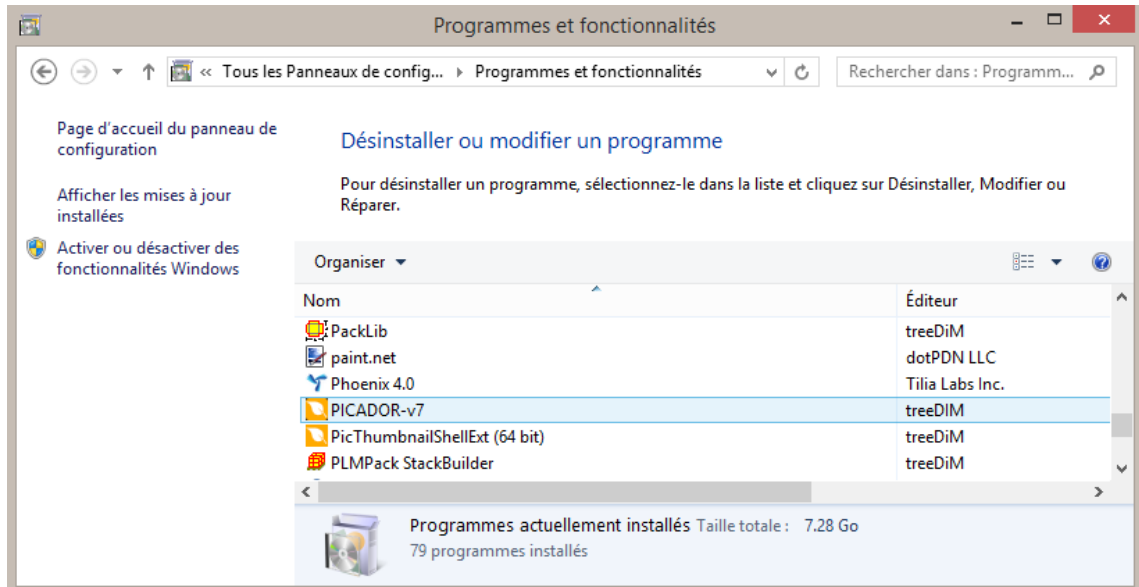 Programmes et fonctionnalités
« Tous les Panneaux de config... Programmes et fonctionnalités
Rechercher dans : Programm...
Page d'accueil du panneau de
configuration
Afficher les mises à jour
installées
Activer ou désactiver des
fonctionnalités Windows
Désinstaller ou modifier un programme
Pour désinstaller un programme, sélectionnez-le dans la liste et cliquez sur Désinstaller, Modifier ou
Réparer.
Organiser
Nom Éditeur
PackLib treeDiM
paint.net dotPDN LLC
Phoenix 4.0 Tilia Labs Inc.
PICADOR-v7 treeDIM
PicThumbnailShellExt (64 bit) treeDiM
PLMPack StackBuilder treeDiM
Programmes actuellement installés Taille totale : 7.28 Go
79 programmes installés